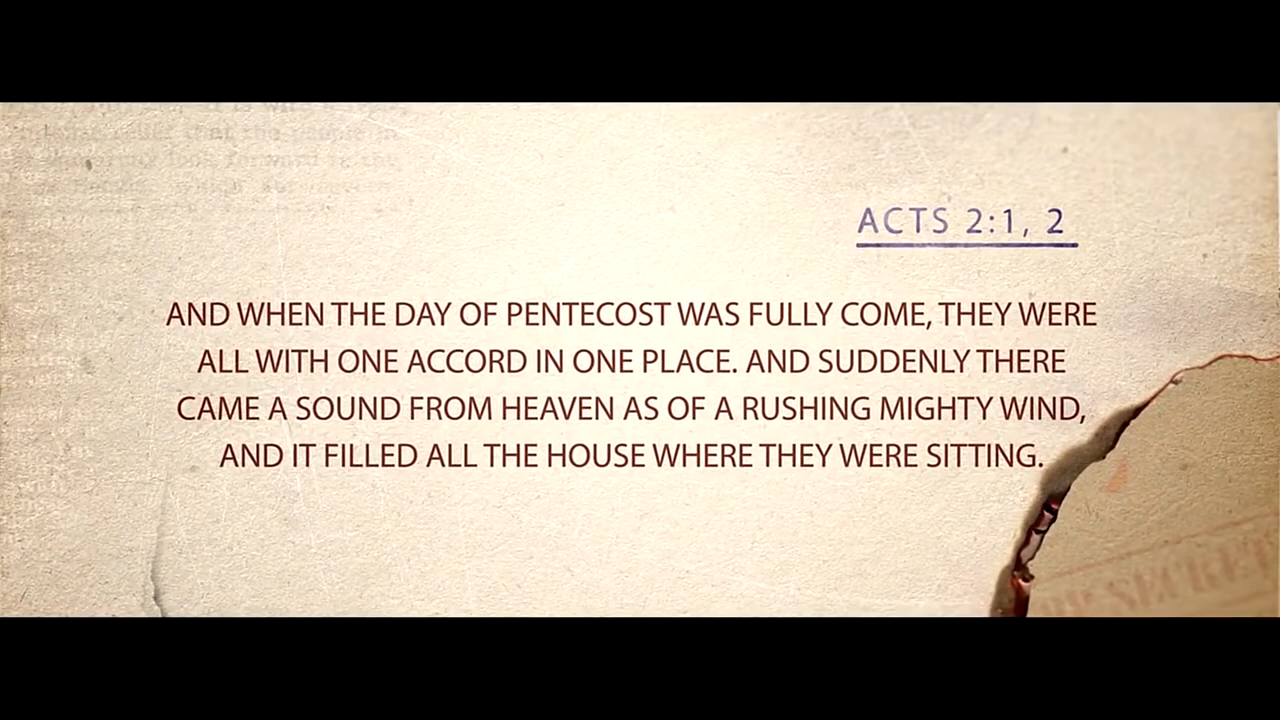 ACTS 2:1, 2
AND WHEN THE DAY OF PENTECOST WAS FULLY COME, THEY WERE
ALL WITH ONE ACCORD IN ONE PLACE. AND SUDDENLY THERE
CAME A SOUND FROM HEAVEN AS OF A RUSHING MIGHTY WIND,
AND IT FILLED ALL THE HOUSE WHERE THEY WERE SITTING.
SECRET